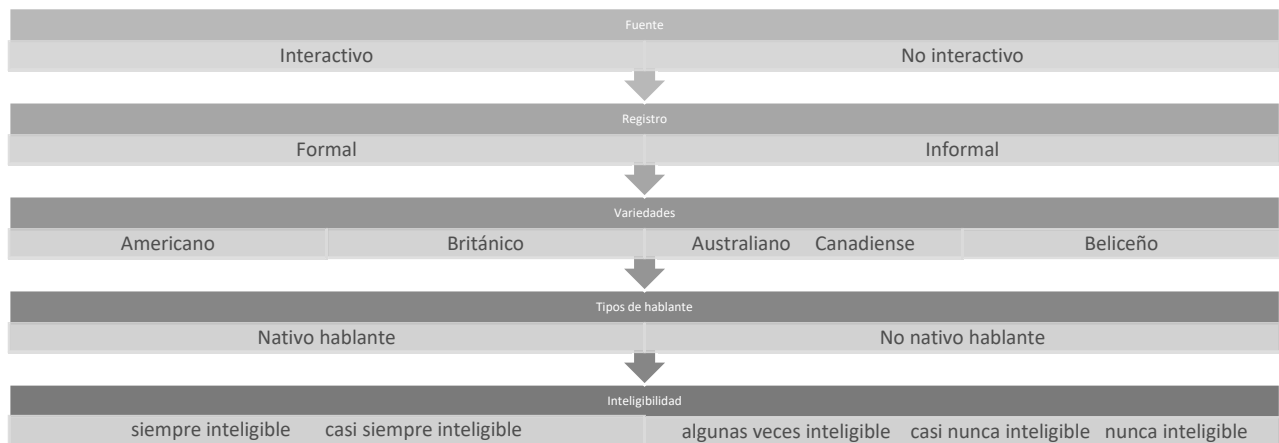 Fuente
Interactivo No interactivo
Registro
Formal Informal
Variedades
Americano Británico Australiano Canadiense Beliceño
Tipos de hablante
Nativo hablante No nativo hablante
Inteligibilidad
siempre inteligible casi siempre inteligible algunas veces inteligible casi nunca inteligible nunca inteligible